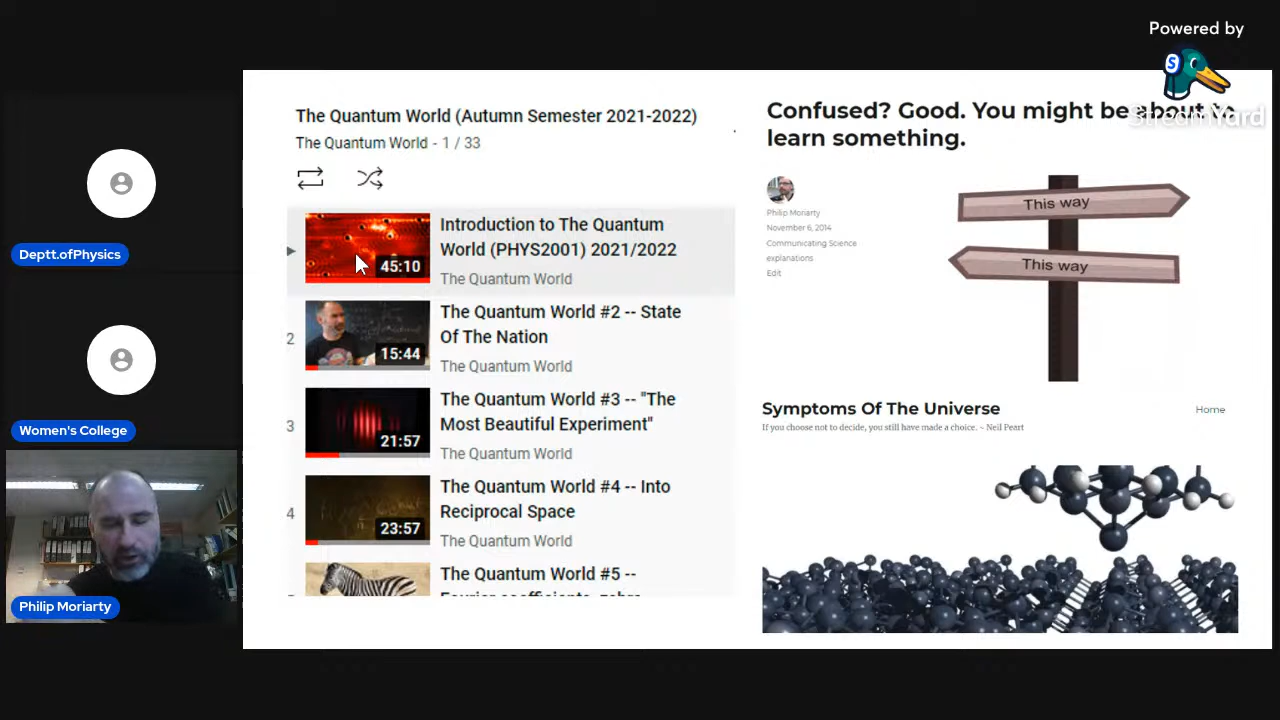 Powered by
S
StreamYard
Deptt.ofPhysics
Women's College
Philip Moriarty
The Quantum World (Autumn Semester 2021-2022)
The Quantum World - 1 / 33
45:10
Introduction to The Quantum
World (PHYS2001) 2021/2022
The Quantum World
2
15:44
The Quantum World #2 -- State
Of The Nation
The Quantum World
3
21:57
The Quantum World #3 -- "The
Most Beautiful Experiment"
The Quantum World
4
23:57
The Quantum World #4 -- Into
Reciprocal Space
The Quantum World
The Quantum World #5 --
Fourier coefficients, zebra
Confused? Good. You might be about to
learn something.
Philip Moriarty
November 6, 2014
Communicating Science
explanations
Edit
This way
This way
Symptoms Of The Universe
Home
If you choose not to decide, you still have made a choice. ~ Neil Peart